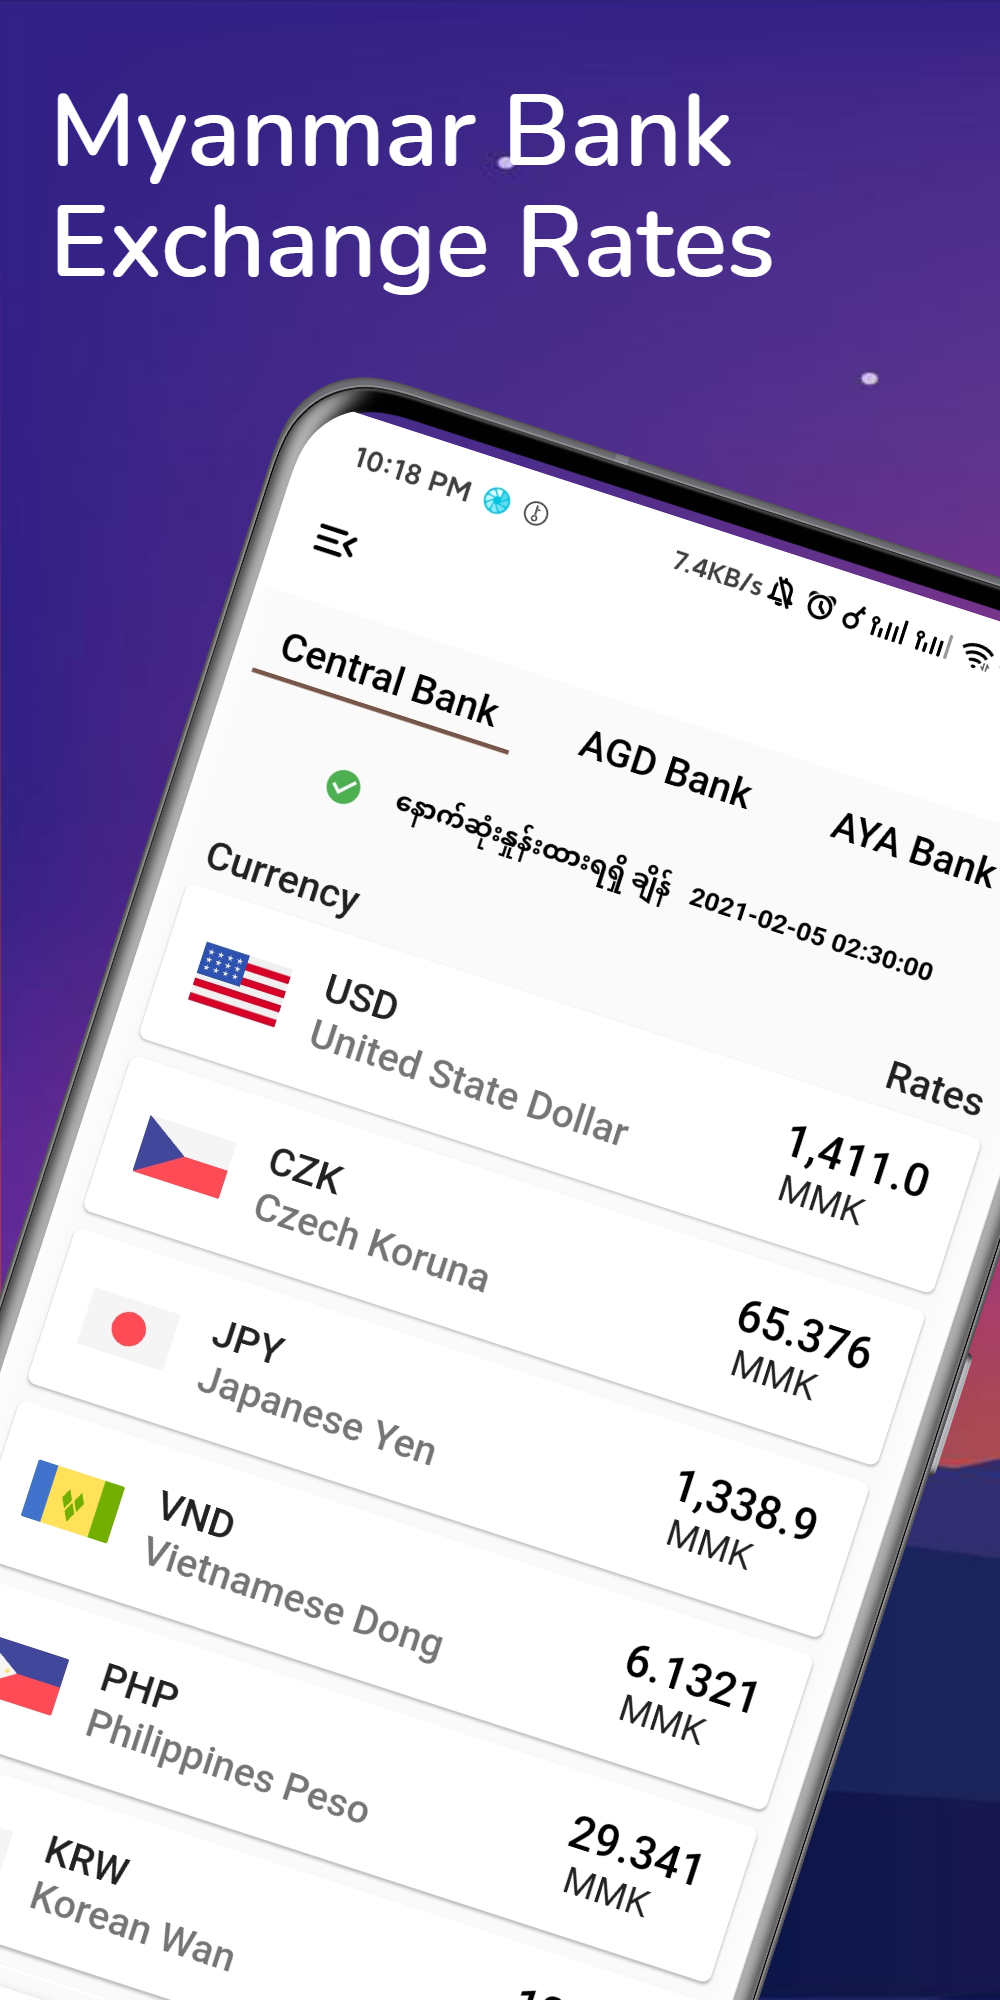 Myanmar Bank
Exchange Rates
10:18 PM 7.4KB/s
Central Bank AGD Bank AYA Bank
နောက်ဆုံးနှုန်းထားရရှိ ချိန် 2021-02-05 02:30:00
Currency Rates
USD
United State Dollar
1,411.0
MMK
CZK
Czech Koruna
65.376
MMK
JPY
Japanese Yen
1,338.9
MMK
VND
Vietnamese Dong
6.1321
MMK
PHP
Philippines Peso
29.341
MMK
KRW
Korean Wan